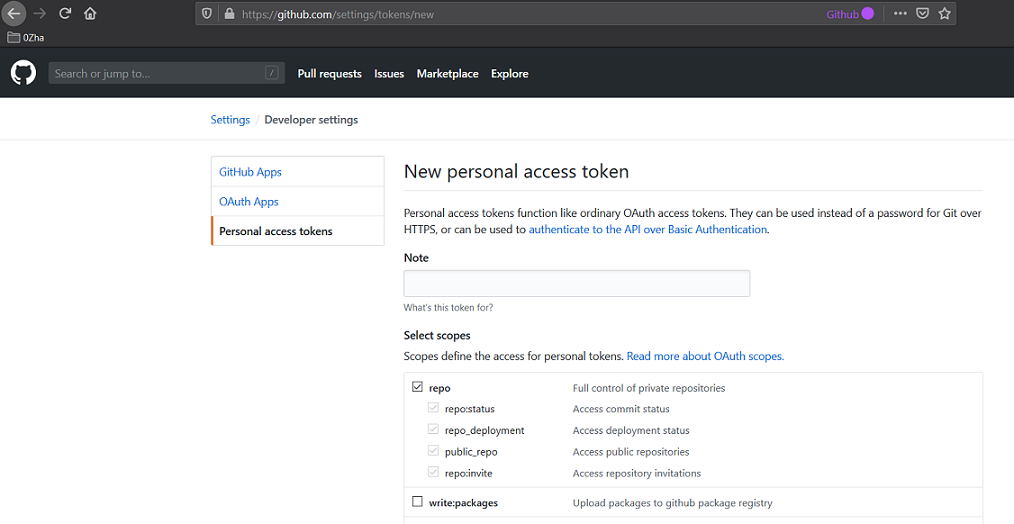 https://github.com/settings/tokens/new
Github
0Zha
Search or jump to...
/
Pull requests
Issues
Marketplace
Explore
Settings / Developer settings
GitHub Apps
OAuth Apps
Personal access tokens
New personal access token
Personal access tokens function like ordinary OAuth access tokens. They can be used instead of a password for Git over
HTTPS, or can be used to authenticate to the API over Basic Authentication.
Note
What's this token for?
Select scopes
Scopes define the access for personal tokens. Read more about OAuth scopes.
repo Full control of private repositories
repo:status Access commit status
repo_deployment Access deployment status
public_repo Access public repositories
repo:invite Access repository invitations
write:packages Upload packages to github package registry